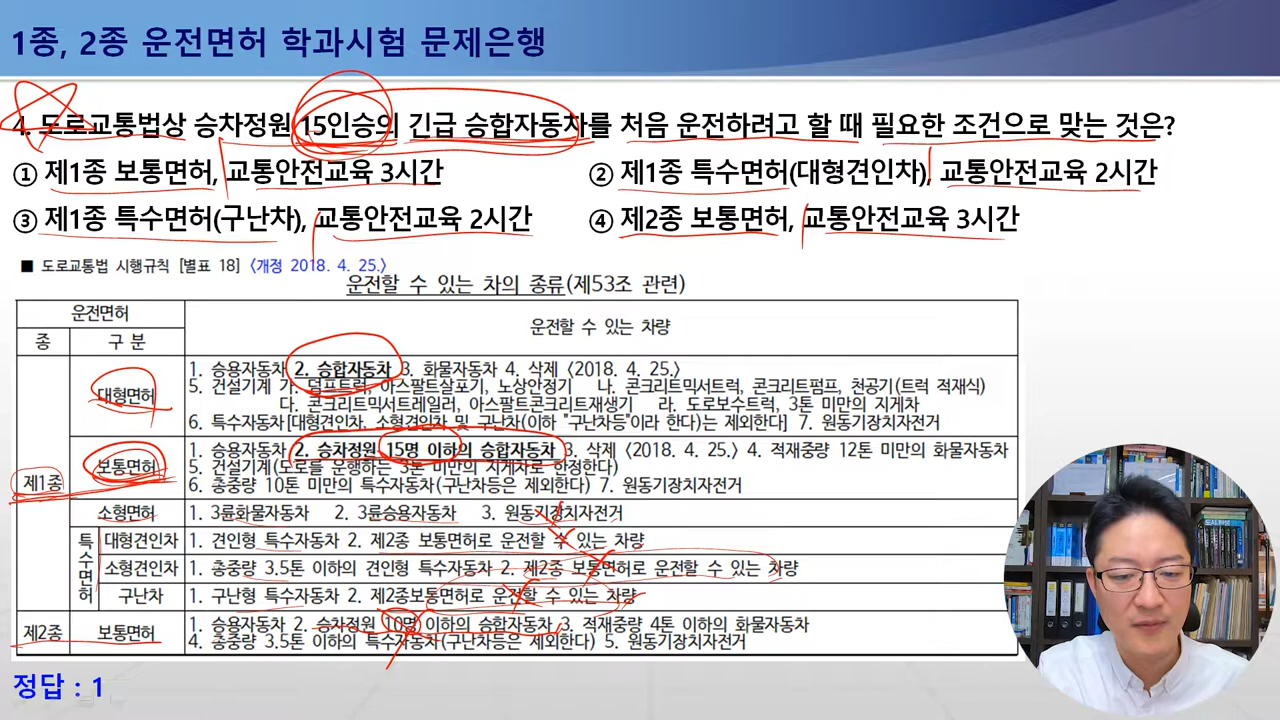 1종, 2종 운전면허 학과시험 문제은행
4. 도로교통법상 승차정원 15인승의 긴급 승합자동차를 처음 운전하려고 할 때 필요한 조건으로 맞는 것은?
① 제1종 보통면허, 교통안전교육 3시간 ② 제1종 특수면허(대형견인차), 교통안전교육 2시간
③ 제1종 특수면허(구난차), 교통안전교육 2시간 ④ 제2종 보통면허, 교통안전교육 3시간
■ 도로교통법 시행규칙 [별표 18] <개정 2018. 4. 25.>
운전할 수 있는 차의 종류(제53조 관련)
운전면허
운전할 수 있는 차량
종 구 분
제1종
대형면허
1. 승용자동차 2. 승합자동차 3. 화물자동차 4. 삭제 <2018. 4. 25.>
5. 건설기계 가. 덤프트럭, 아스팔트살포기, 노상안정기 나. 콘크리트믹서트럭, 콘크리트펌프, 천공기(트럭 적재식)
다. 콘크리트믹서트레일러, 아스팔트콘크리트재생기 라. 도로보수트럭, 3톤 미만의 지게차
6. 특수자동차[대형견인차, 소형견인차 및 구난차(이하 "구난차등"이라 한다)는 제외한다] 7. 원동기장치자전거
보통면허
1. 승용자동차 2. 승차정원 15명 이하의 승합자동차 3. 삭제 <2018. 4. 25.> 4. 적재중량 12톤 미만의 화물자동차
5. 건설기계(도로를 운행하는 3톤 미만의 지게차로 한정한다)
6. 총중량 10톤 미만의 특수자동차(구난차등은 제외한다) 7. 원동기장치자전거
소형면허
1. 3륜화물자동차 2. 3륜승용자동차 3. 원동기장치자전거
특수면허
대형견인차
1. 견인형 특수자동차 2. 제2종 보통면허로 운전할 수 있는 차량
소형견인차
1. 총중량 3.5톤 이하의 견인형 특수자동차 2. 제2종 보통면허로 운전할 수 있는 차량
구난차
1. 구난형 특수자동차 2. 제2종보통면허로 운전할 수 있는 차량
제2종
보통면허
1. 승용자동차 2. 승차정원 10명 이하의 승합자동차 3. 적재중량 4톤 이하의 화물자동차
4. 총중량 3.5톤 이하의 특수자동차(구난차등은 제외한다) 5. 원동기장치자전거
정답 : 1